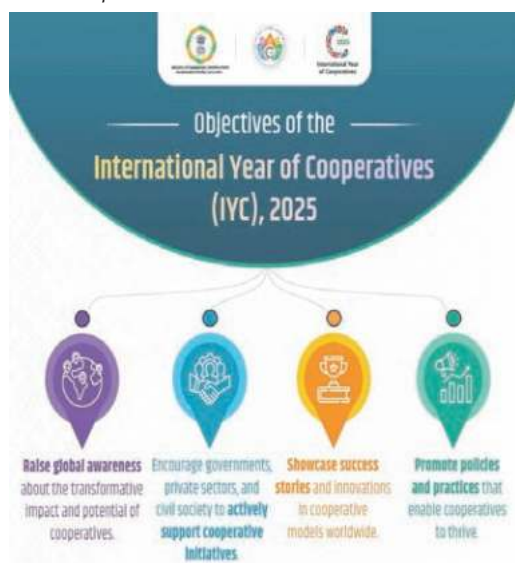 International Year
of Cooperatives
Objectives of the
International Year of Cooperatives
(IYC), 2025
Raise global awareness
about the transformative
impact and potential of
cooperatives.
Encourage governments,
private sectors, and
civil society to actively
support cooperative
initiatives.
Showcase success
stories and innovations
in cooperative
models worldwide.
Promote policies
and practices that
enable cooperatives
to thrive.